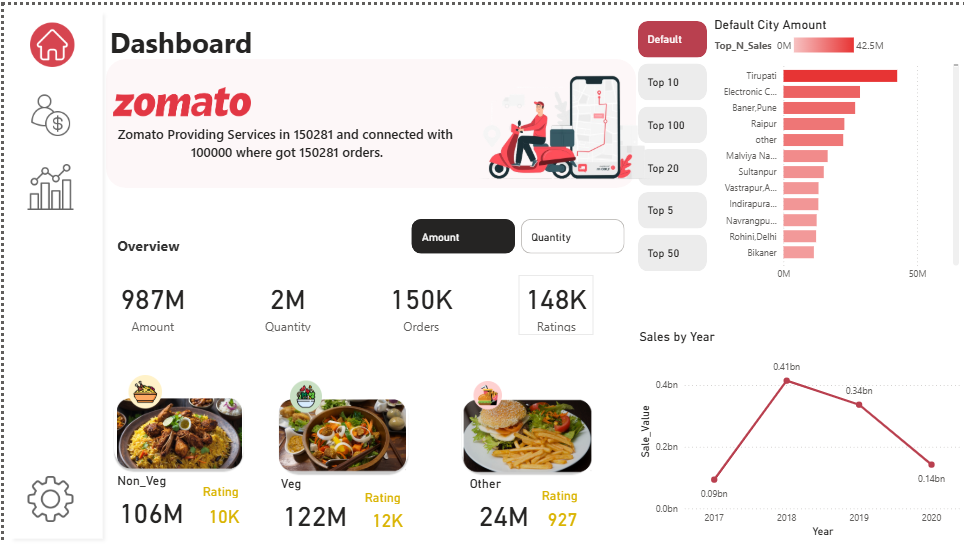 Dashboard
zomato
Zomato Providing Services in 150281 and connected with
100000 where got 150281 orders.
Overview
Amount
Quantity
987M
Amount
2M
Quantity
150K
Orders
148K
Ratings
Non_Veg
106M
Rating
10K
Veg
122M
Rating
12K
Other
24M
Rating
927
Default
Top 10
Top 100
Top 20
Top 5
Top 50
Default City Amount
Top_N_Sales 0M 42.5M
Tirupati
Electronic C...
Baner,Pune
Raipur
other
Malviya Na...
Sultanpur
Vastrapur,A...
Indirapura...
Navrangpu...
Rohini,Delhi
Bikaner
0M 50M
Sales by Year
Sale_Value
0.4bn
0.2bn
0.0bn
0.09bn
0.41bn
0.34bn
0.14bn
2017 2018 2019 2020
Year